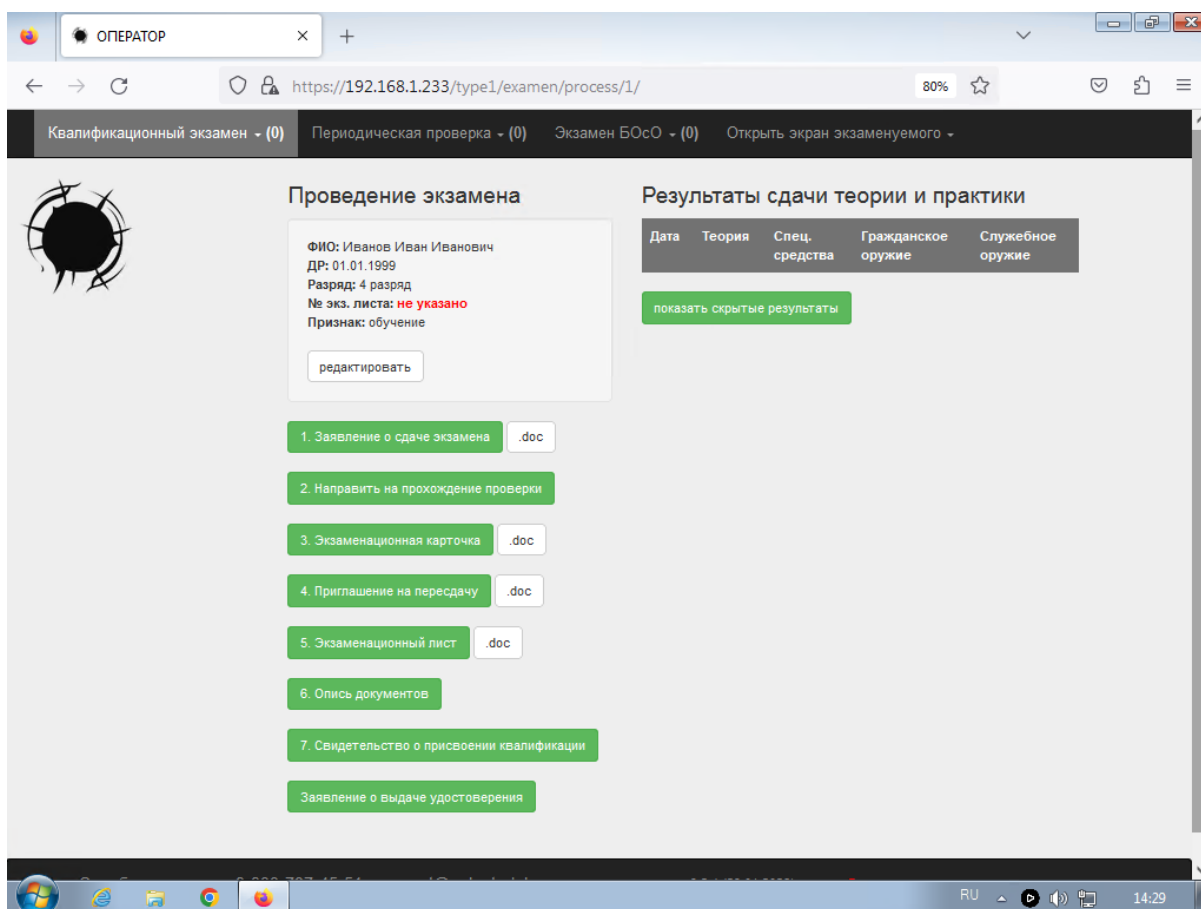 ОПЕРАТОР
https://192.168.1.233/type1/examen/process/1/
80%
Квалификационный экзамен - (0) Периодическая проверка - (0) Экзамен БОсО - (0) Открыть экран экзаменуемого -
Проведение экзамена
ФИО: Иванов Иван Иванович
ДР: 01.01.1999
Разряд: 4 разряд
№ экз. листа: не указано
Признак: обучение
редактировать
1. Заявление о сдаче экзамена .doc
2. Направить на прохождение проверки
3. Экзаменационная карточка .doc
4. Приглашение на пересдачу .doc
5. Экзаменационный лист .doc
6. Опись документов
7. Свидетельство о присвоении квалификации
Заявление о выдаче удостоверения
Результаты сдачи теории и практики
Дата Теория Спец. средства Гражданское оружие Служебное оружие
показать скрытые результаты
RU 14:29